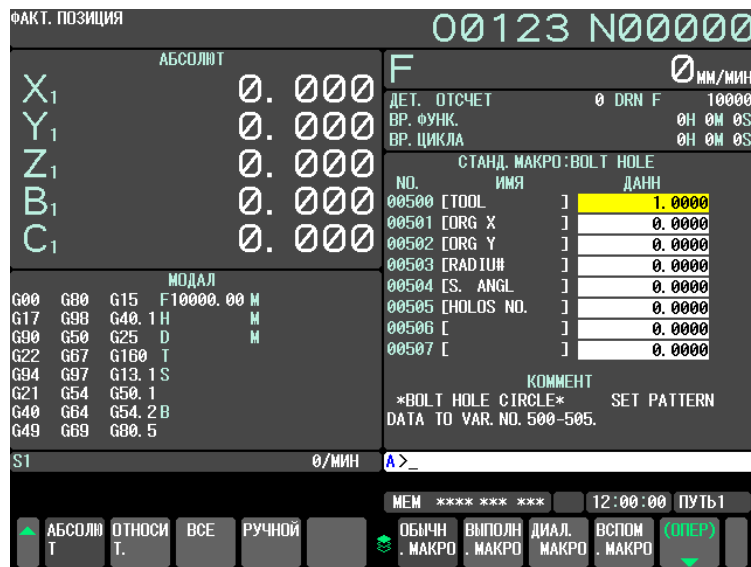 ФАКТ. ПОЗИЦИЯ
O0123 N00000
АБСОЛЮТ
X1 0. 000
Y1 0. 000
Z1 0. 000
B1 0. 000
C1 0. 000
F 0 ММ/МИН
ДЕТ. ОТСЧЕТ 0 DRN F 10000
ВР. ФУНК. 0H 0M 0S
ВР. ЦИКЛА 0H 0M 0S
МОДАЛ
G00 G80 G15 F10000.00 M
G17 G98 G40.1 H M
G90 G50 G25 D M
G22 G67 G160 T
G94 G97 G13.1 S
G21 G54 G50.1
G40 G64 G54.2 B
G49 G69 G80.5
S1 0/МИН
СТАНД. МАКРО:BOLT HOLE
NO. ИМЯ ДАНН
00500 [TOOL ] 1.0000
00501 [ORG X ] 0.0000
00502 [ORG Y ] 0.0000
00503 [RADIU# ] 0.0000
00504 [S. ANGL ] 0.0000
00505 [HOLOS NO. ] 0.0000
00506 [ ] 0.0000
00507 [ ] 0.0000
КОММЕНТ
*BOLT HOLE CIRCLE* SET PATTERN
DATA TO VAR. NO. 500-505.
A >_
MEM **** *** *** 12:00:00 ПУТЬ1
АБСОЛЮ
Т
ОТНОСИ
Т.
ВСЕ
РУЧНОЙ
ОБЫЧН
. МАКРО
ВЫПОЛН
. МАКРО
ДИАЛ.
МАКРО
ВСПОМ
. МАКРО
(ОПЕР)